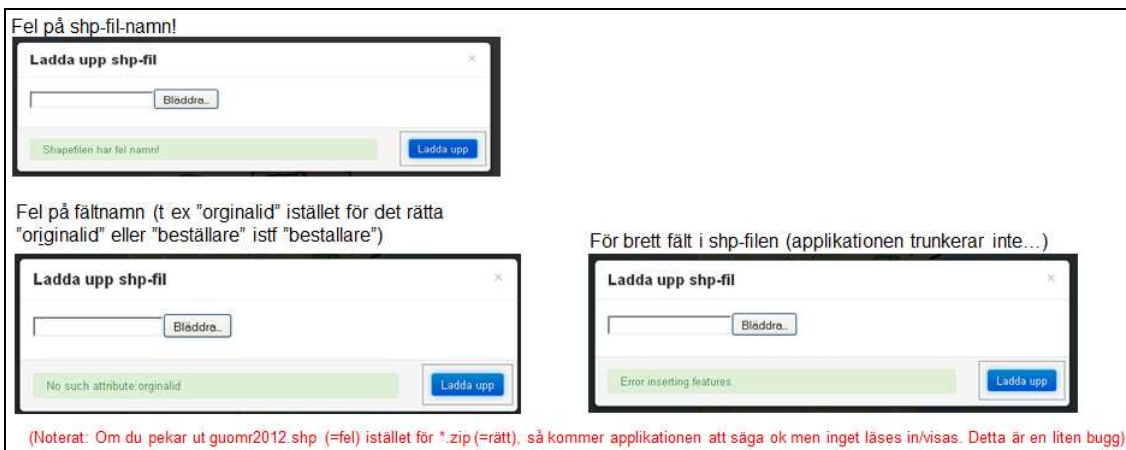 Fel på shp-fil-namn!
Ladda upp shp-fil ×
Bläddra...
Shapefilen har fel namn! Ladda upp
Fel på fältnamn (t ex ”orginalid” istället för det rätta
”originalid” eller ”beställare” istf ”bestallare”)
Ladda upp shp-fil ×
Bläddra...
No such attribute:orginalid Ladda upp
För brett fält i shp-filen (applikationen trunkerar inte…)
Ladda upp shp-fil ×
Bläddra...
Error inserting features. Ladda upp
(Noterat: Om du pekar ut guomr2012.shp (=fel) istället för *.zip (=rätt), så kommer applikationen att säga ok men inget läses in/visas. Detta är en liten bugg)